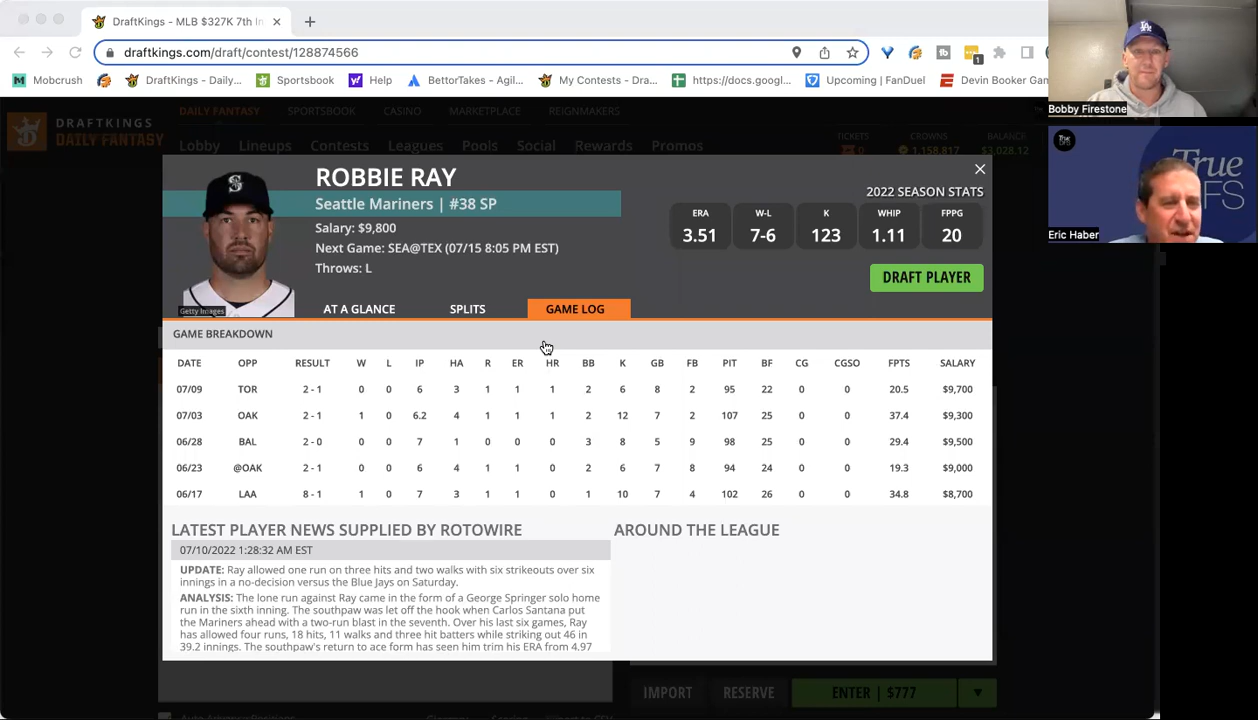 DraftKings - MLB $327K 7th In
draftkings.com/draft/contest/128874566
Mobcrush
DraftKings - Daily...
Sportsbook
Help
BettorTakes - Agil...
My Contests - Dra...
https://docs.googl...
Upcoming | FanDuel
Devin Booker Gam
Bobby Firestone
DAILY FANTASY
SPORTSBOOK
CASINO
MARKETPLACE
REIGNMAKERS
DRAFTKINGS
DAILY FANTASY
Lobby
Lineups
Contests
Leagues
Pools
Social
Rewards
Promos
TICKETS
0
CROWNS
1,158,817
BALANCE
$3,028.12
True
Eric Haber
ROBBIE RAY
Seattle Mariners | #38 SP
Salary: $9,800
Next Game: SEA@TEX (07/15 8:05 PM EST)
Throws: L
Getty Images
2022 SEASON STATS
ERA W-L K WHIP FPPG
3.51 7-6 123 1.11 20
DRAFT PLAYER
AT A GLANCE
SPLITS
GAME LOG
GAME BREAKDOWN
DATE OPP RESULT W L IP HA R ER HR BB K GB FB PIT BF CG CGSO FPTS SALARY
07/09 TOR 2 - 1 0 0 6 3 1 1 1 2 6 8 2 95 22 0 0 20.5 $9,700
07/03 OAK 2 - 1 1 0 6.2 4 1 1 1 2 12 7 2 107 25 0 0 37.4 $9,300
06/28 BAL 2 - 0 0 0 7 1 0 0 0 3 8 5 9 98 25 0 0 29.4 $9,500
06/23 @OAK 2 - 1 0 0 6 4 1 1 0 2 6 7 8 94 24 0 0 19.3 $9,000
06/17 LAA 8 - 1 1 0 7 3 1 1 0 1 10 7 4 102 26 0 0 34.8 $8,700
LATEST PLAYER NEWS SUPPLIED BY ROTOWIRE
07/10/2022 1:28:32 AM EST
UPDATE: Ray allowed one run on three hits and two walks with six strikeouts over six
innings in a no-decision versus the Blue Jays on Saturday.
ANALYSIS: The lone run against Ray came in the form of a George Springer solo home
run in the sixth inning. The southpaw was let off the hook when Carlos Santana put
the Mariners ahead with a two-run blast in the seventh. Over his last six games, Ray
has allowed four runs, 18 hits, 11 walks and three hit batters while striking out 46 in
39.2 innings. The southpaw's return to ace form has seen him trim his ERA from 4.97
AROUND THE LEAGUE
IMPORT
RESERVE
ENTER | $777